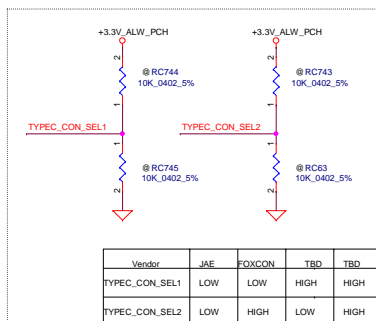 +3.3V_ALW_PCH +3.3V_ALW_PCH
2 2
@RC744 @RC743
10K_0402_5% 10K_0402_5%
1 1
TYPEC_CON_SEL1 TYPEC_CON_SEL2
1 1
@RC745 @RC63
10K_0402_5% 10K_0402_5%
2 2
Vendor JAE FOXCON TBD TBD
TYPEC_CON_SEL1 LOW LOW HIGH HIGH
TYPEC_CON_SEL2 LOW HIGH LOW HIGH